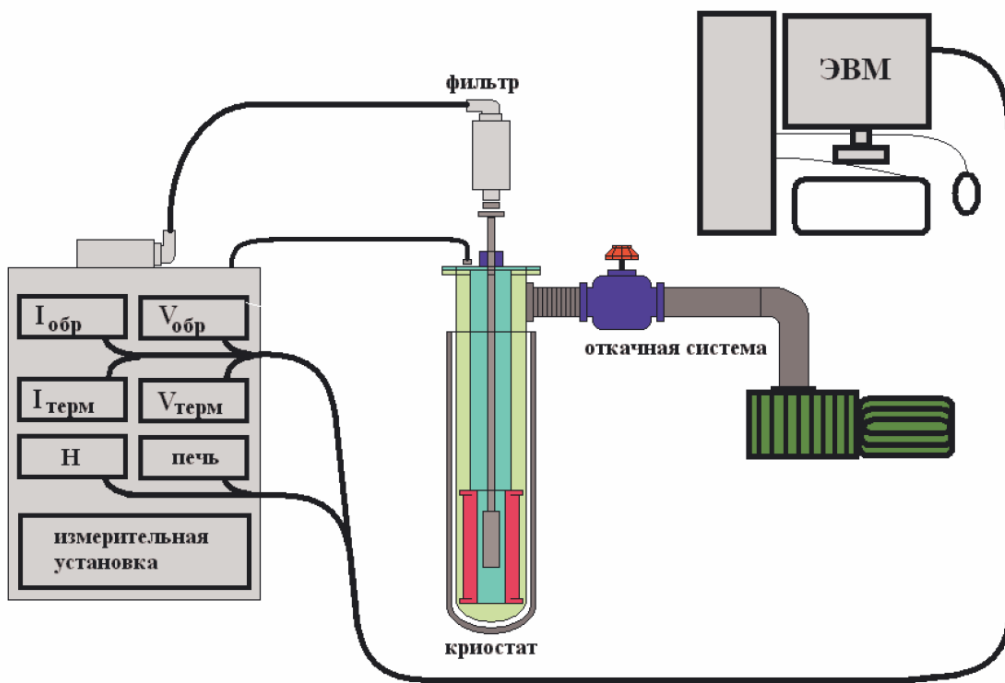 фильтр
ЭВМ
I обр
V обр
откачная система
I терм
V терм
H
печь
измерительная
установка
криостат